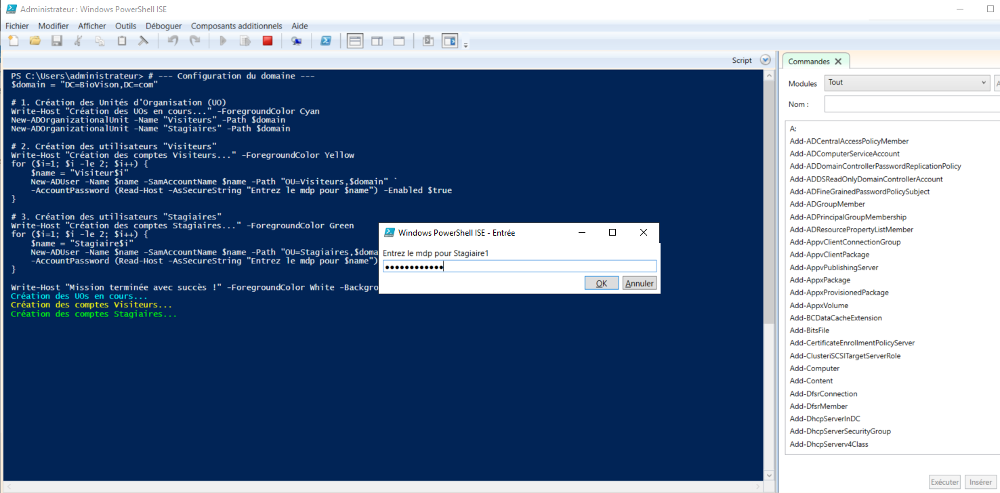 Administrateur : Windows PowerShell ISE
Fichier Modifier Afficher Outils Déboguer Composants additionnels Aide
Script
PS C:\Users\administrateur> # --- Configuration du domaine ---
$domain = "DC=BioVison,DC=com"
# 1. Création des Unités d'Organisation (UO)
Write-Host "Création des UOs en cours..." -ForegroundColor Cyan
New-ADOrganizationalUnit -Name "Visiteurs" -Path $domain
New-ADOrganizationalUnit -Name "Stagiaires" -Path $domain
# 2. Création des utilisateurs "Visiteurs"
Write-Host "Création des comptes Visiteurs..." -ForegroundColor Yellow
for ($i=1; $i -le 2; $i++) {
$name = "Visiteur$i"
New-ADUser -Name $name -SamAccountName $name -Path "OU=Visiteurs,$domain" `
-AccountPassword (Read-Host -AsSecureString "Entrez le mdp pour $name") -Enabled $true
}
# 3. Création des utilisateurs "Stagiaires"
Write-Host "Création des comptes Stagiaires..." -ForegroundColor Green
for ($i=1; $i -le 2; $i++) {
$name = "Stagiaire$i"
New-ADUser -Name $name -SamAccountName $name -Path "OU=Stagiaires,$doma
-AccountPassword (Read-Host -AsSecureString "Entrez le mdp pour $name")
}
Write-Host "Mission terminée avec succès !" -ForegroundColor White -Backgro
Création des UOs en cours...
Création des comptes Visiteurs...
Création des comptes Stagiaires...
Windows PowerShell ISE - Entrée
Entrez le mdp pour Stagiaire1
●●●●●●●●●●●●
OK Annuler
Commandes
Modules Tout
A
Nom :
A:
Add-ADCentralAccessPolicyMember
Add-ADComputerServiceAccount
Add-ADDomainControllerPasswordReplicationPolicy
Add-ADDSReadOnlyDomainControllerAccount
Add-ADFineGrainedPasswordPolicySubject
Add-ADGroupMember
Add-ADPrincipalGroupMembership
Add-ADResourcePropertyListMember
Add-AppvClientConnectionGroup
Add-AppvClientPackage
Add-AppvPublishingServer
Add-AppxPackage
Add-AppxProvisionedPackage
Add-AppxVolume
Add-BCDataCacheExtension
Add-BitsFile
Add-CertificateEnrollmentPolicyServer
Add-ClusteriSCSITargetServerRole
Add-Computer
Add-Content
Add-DfsrConnection
Add-DfsrMember
Add-DhcpServerInDC
Add-DhcpServerSecurityGroup
Add-DhcpServerv4Class
Exécuter Insérer